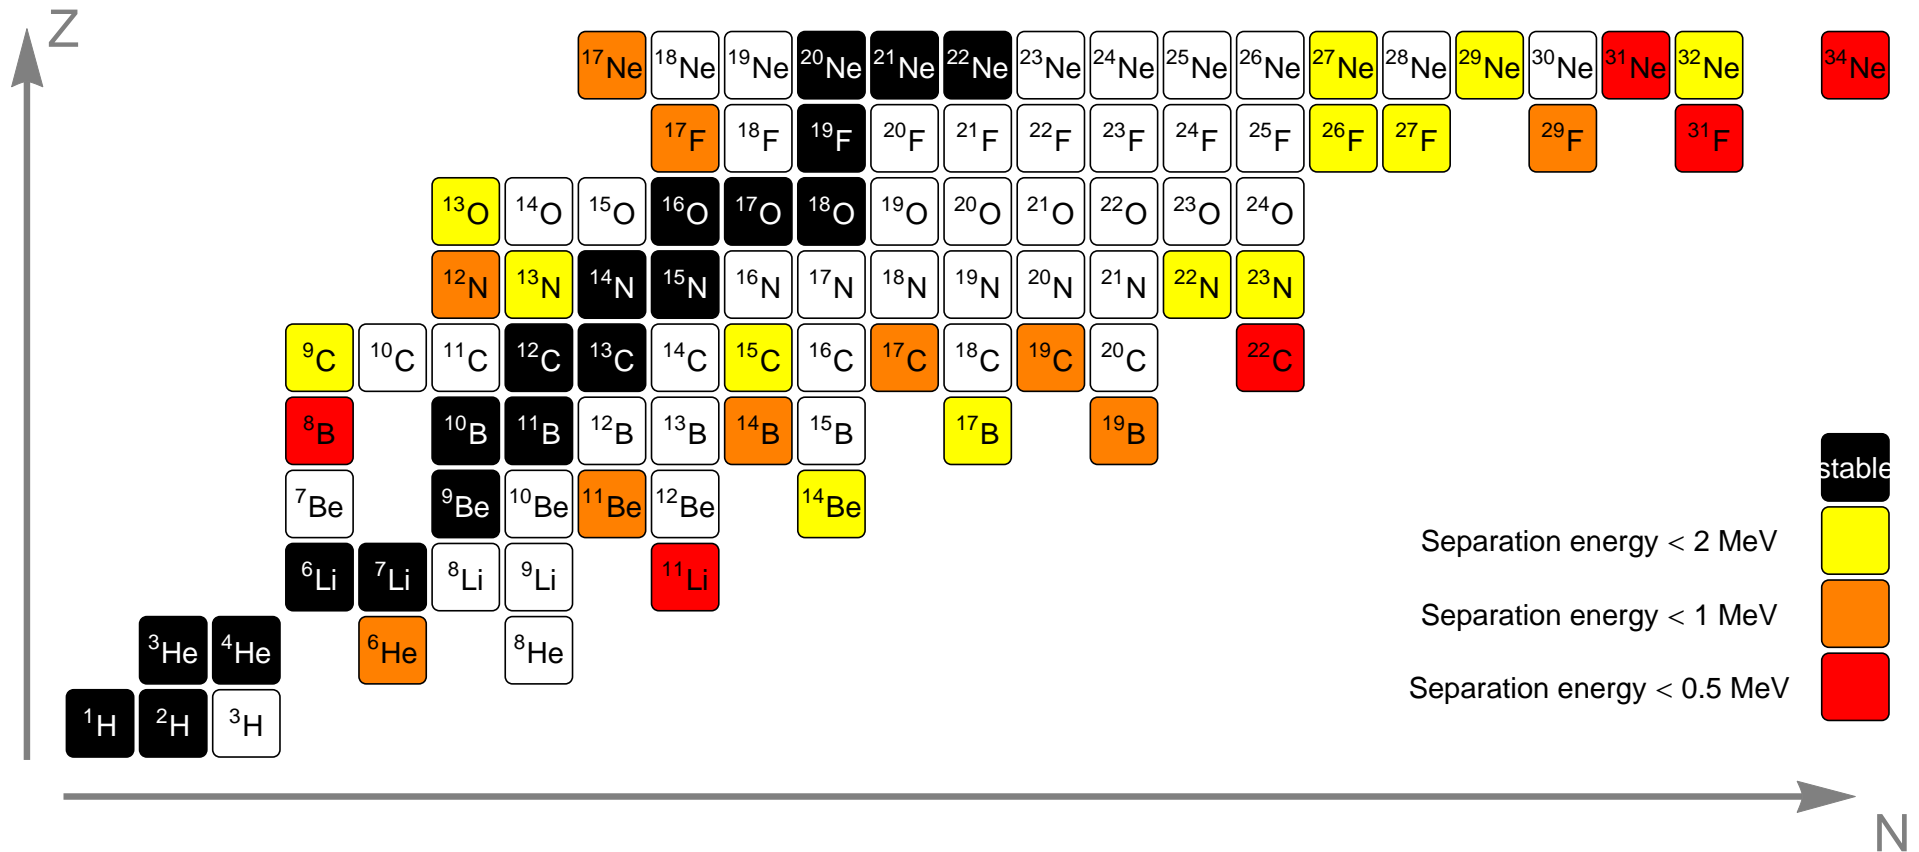 Z
¹⁷Ne ¹⁸Ne ¹⁹Ne ²⁰Ne ²¹Ne ²²Ne ²³Ne ²⁴Ne ²⁵Ne ²⁶Ne ²⁷Ne ²⁸Ne ²⁹Ne ³⁰Ne ³¹Ne ³²Ne ³⁴Ne
¹⁷F ¹⁸F ¹⁹F ²⁰F ²¹F ²²F ²³F ²⁴F ²⁵F ²⁶F ²⁷F ²⁹F ³¹F
¹³O ¹⁴O ¹⁵O ¹⁶O ¹⁷O ¹⁸O ¹⁹O ²⁰O ²¹O ²²O ²³O ²⁴O
¹²N ¹³N ¹⁴N ¹⁵N ¹⁶N ¹⁷N ¹⁸N ¹⁹N ²⁰N ²¹N ²²N ²³N
⁹C ¹⁰C ¹¹C ¹²C ¹³C ¹⁴C ¹⁵C ¹⁶C ¹⁷C ¹⁸C ¹⁹C ²⁰C ²²C
⁸B ¹⁰B ¹¹B ¹²B ¹³B ¹⁴B ¹⁵B ¹⁷B ¹⁹B
⁷Be ⁹Be ¹⁰Be ¹¹Be ¹²Be ¹⁴Be
⁶Li ⁷Li ⁸Li ⁹Li ¹¹Li
³He ⁴He ⁶He ⁸He
¹H ²H ³H
stable
Separation energy < 2 MeV
Separation energy < 1 MeV
Separation energy < 0.5 MeV
N